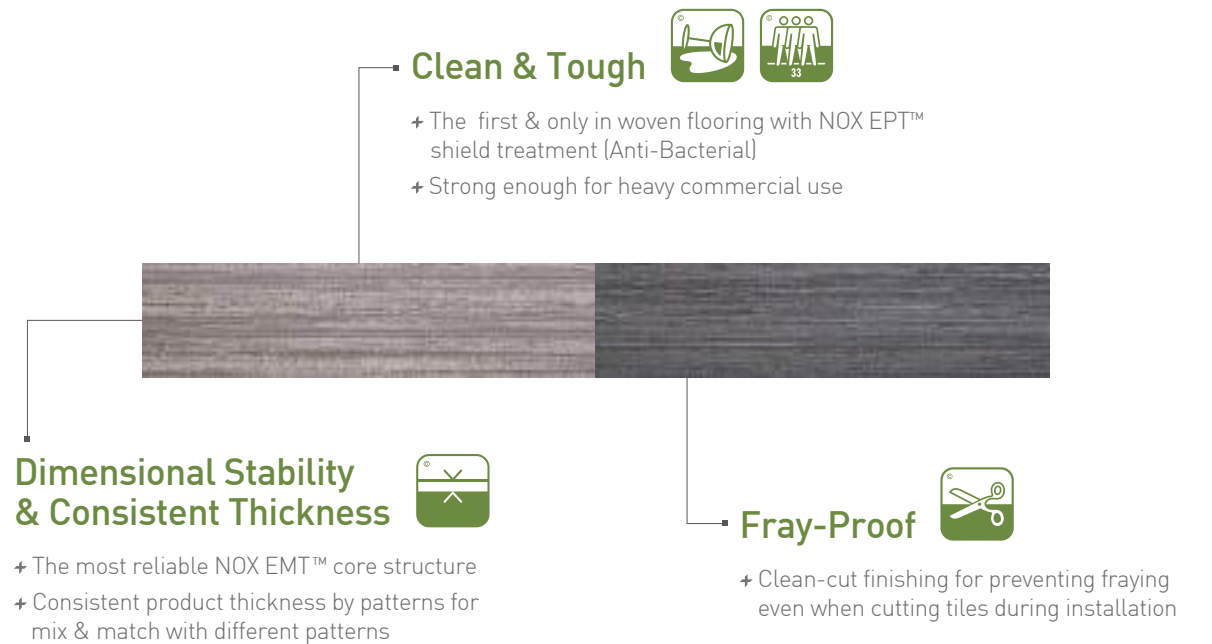 Clean & Tough
©
©
33
+ The first & only in woven flooring with NOX EPT™
shield treatment (Anti-Bacterial)
+ Strong enough for heavy commercial use
Dimensional Stability
& Consistent Thickness
©
+ The most reliable NOX EMT™ core structure
+ Consistent product thickness by patterns for
mix & match with different patterns
Fray-Proof
©
+ Clean-cut finishing for preventing fraying
even when cutting tiles during installation